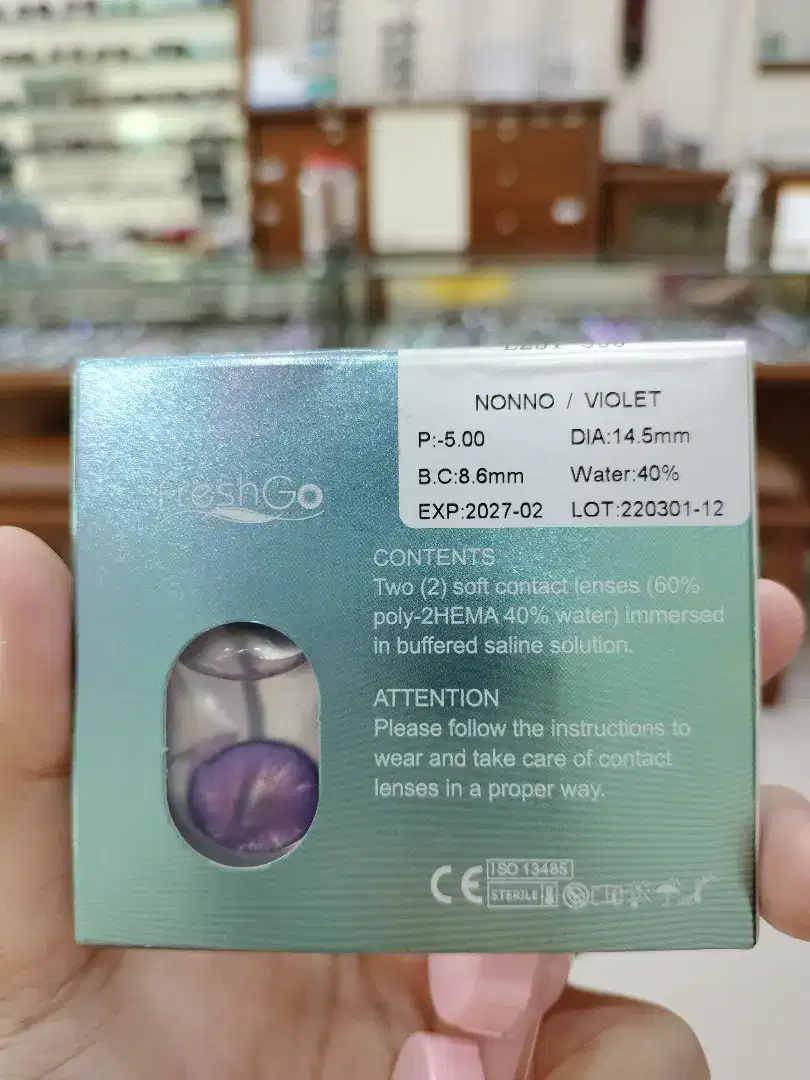 NONNO / VIOLET
P:-5.00 DIA:14.5mm
B.C:8.6mm Water:40%
EXP:2027-02 LOT:220301-12
FreshGo
CONTENTS
Two (2) soft contact lenses (60%
poly-2HEMA 40% water) immersed
in buffered saline solution.
ATTENTION
Please follow the instructions to
wear and take care of contact
lenses in a proper way.
CE ISO 13485
STERILE